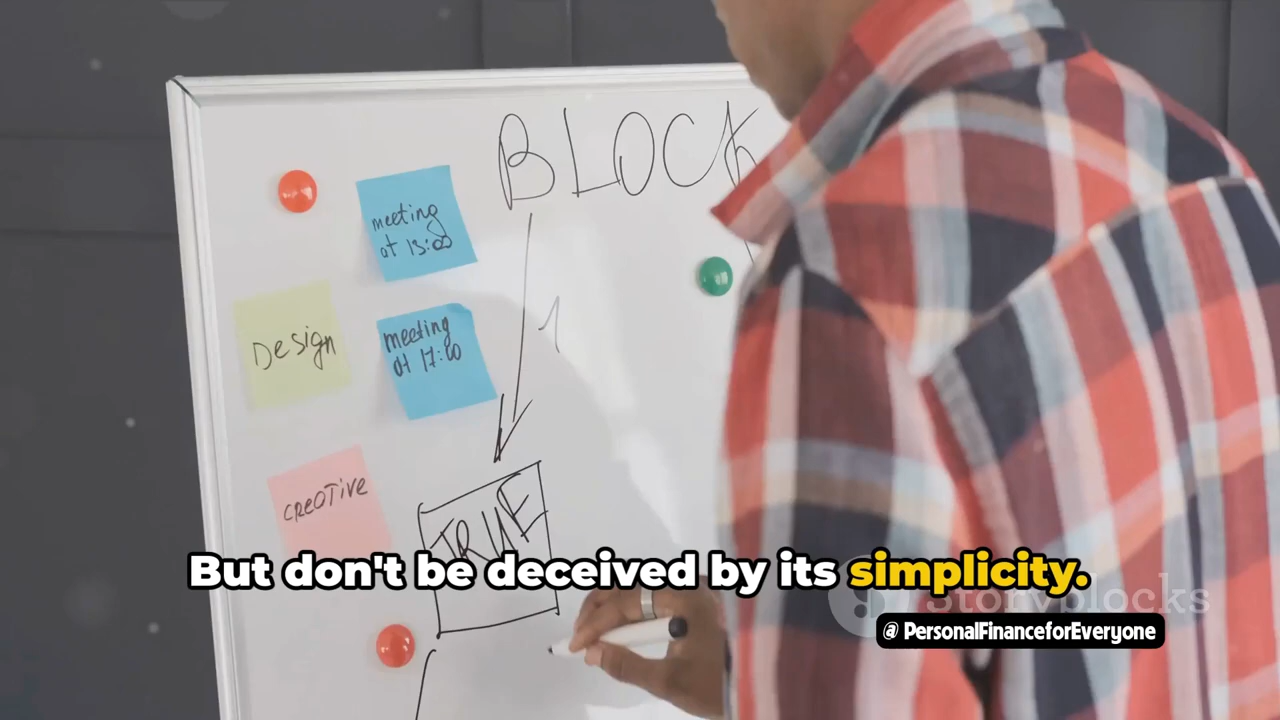 BLOCK
meeting
at 13:00
Design
meeting
at 17:00
1
creative
TRUE
But don't be deceived by its simplicity.
Storyblocks
@ PersonalFinanceforEveryone